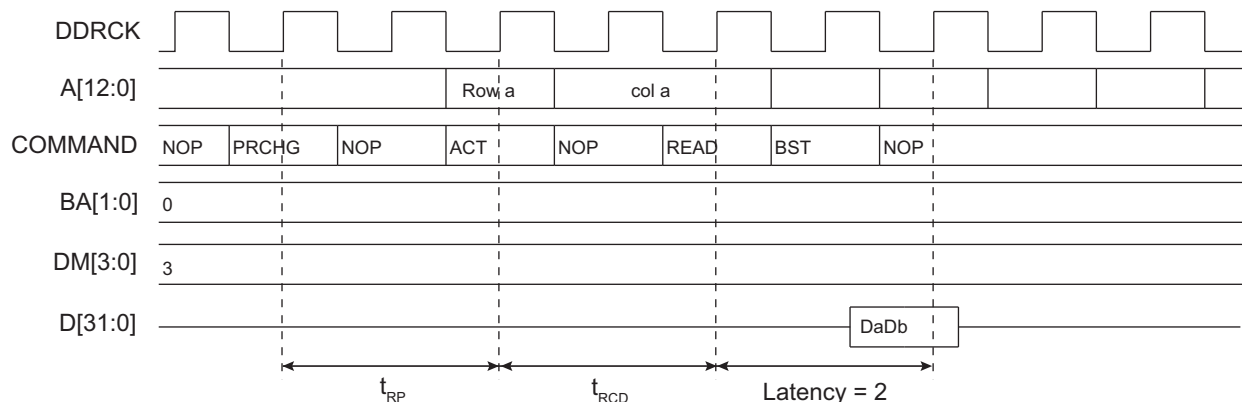 DDRCK
A[12:0] Row a col a
COMMAND NOP PRCHG NOP ACT NOP READ BST NOP
BA[1:0] 0
DM[3:0] 3
D[31:0] DaDb
tRP tRCD Latency = 2